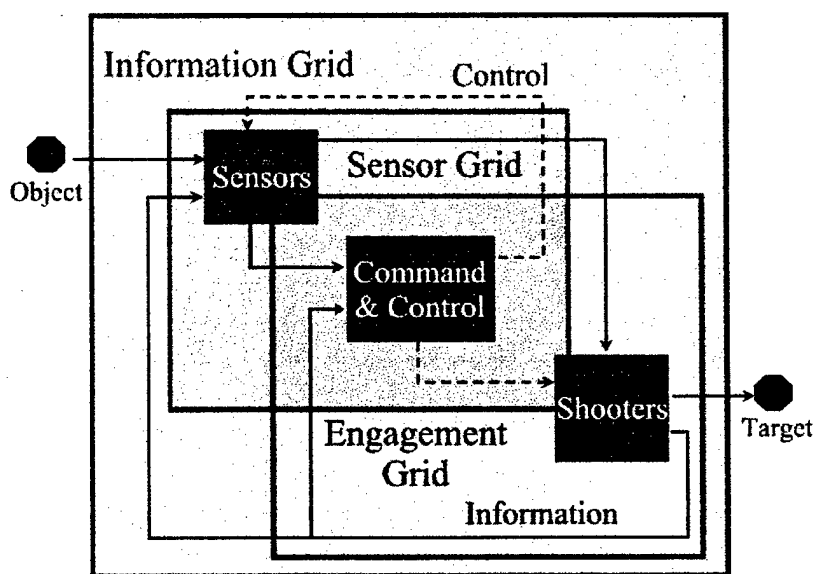 Information Grid
Control
Object
Sensors
Sensor Grid
Command
& Control
Shooters
Target
Engagement
Grid
Information